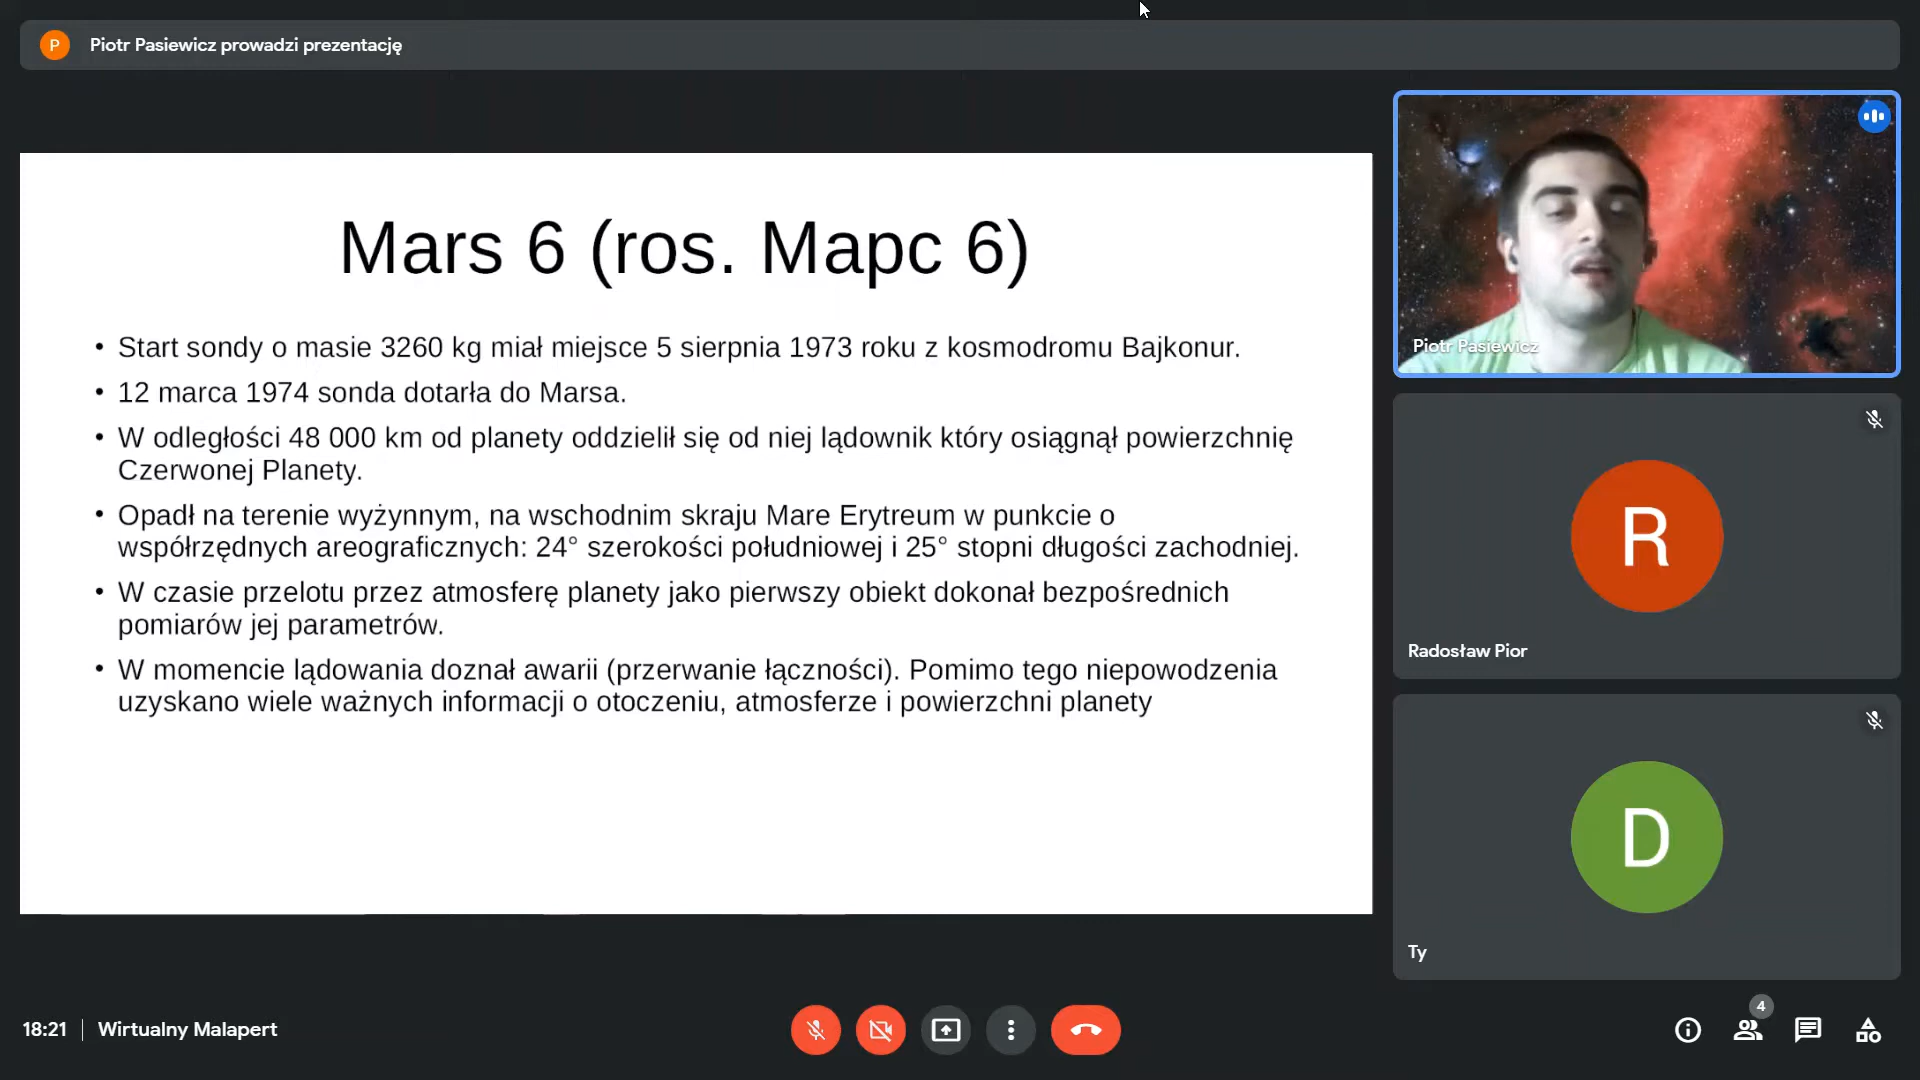 P Piotr Pasiewicz prowadzi prezentację
Mars 6 (ros. Марс 6)
• Start sondy o masie 3260 kg miał miejsce 5 sierpnia 1973 roku z kosmodromu Bajkonur.
• 12 marca 1974 sonda dotarła do Marsa.
• W odległości 48 000 km od planety oddzielił się od niej lądownik który osiągnął powierzchnię
Czerwonej Planety.
• Opadł na terenie wyżynnym, na wschodnim skraju Mare Erytreum w punkcie o
współrzędnych areograficznych: 24° szerokości południowej i 25° stopni długości zachodniej.
• W czasie przelotu przez atmosferę planety jako pierwszy obiekt dokonał bezpośrednich
pomiarów jej parametrów.
• W momencie lądowania doznał awarii (przerwanie łączności). Pomimo tego niepowodzenia
uzyskano wiele ważnych informacji o otoczeniu, atmosferze i powierzchni planety
Piotr Pasiewicz
R
Radosław Pior
D
Ty
18:21 | Wirtualny Malapert
4